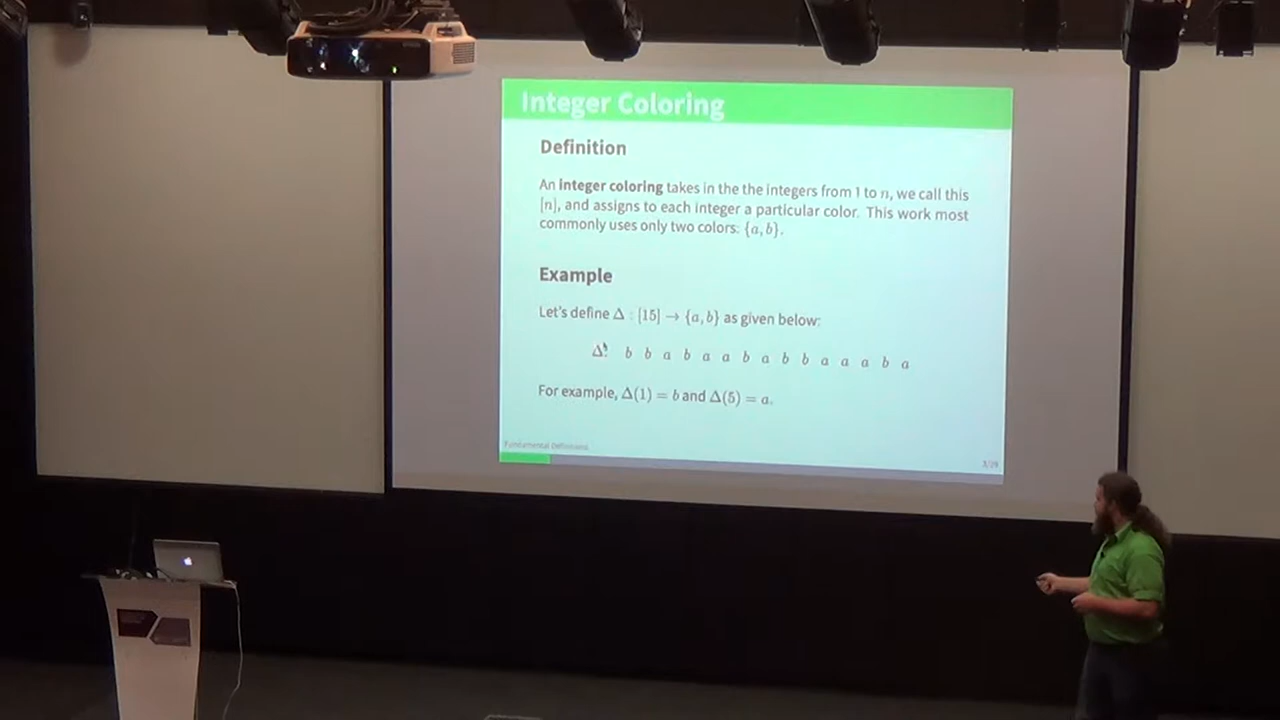 Integer Coloring
Definition
An integer coloring takes in the the integers from 1 to n, we call this
[n], and assigns to each integer a particular color. This work most
commonly uses only two colors: {a, b}.
Example
Let's define Δ : [15] → {a, b} as given below:
Δ: b b a b a a b a b b a a a b a
For example, Δ(1) = b and Δ(5) = a.
Fundamental Definitions
3/29